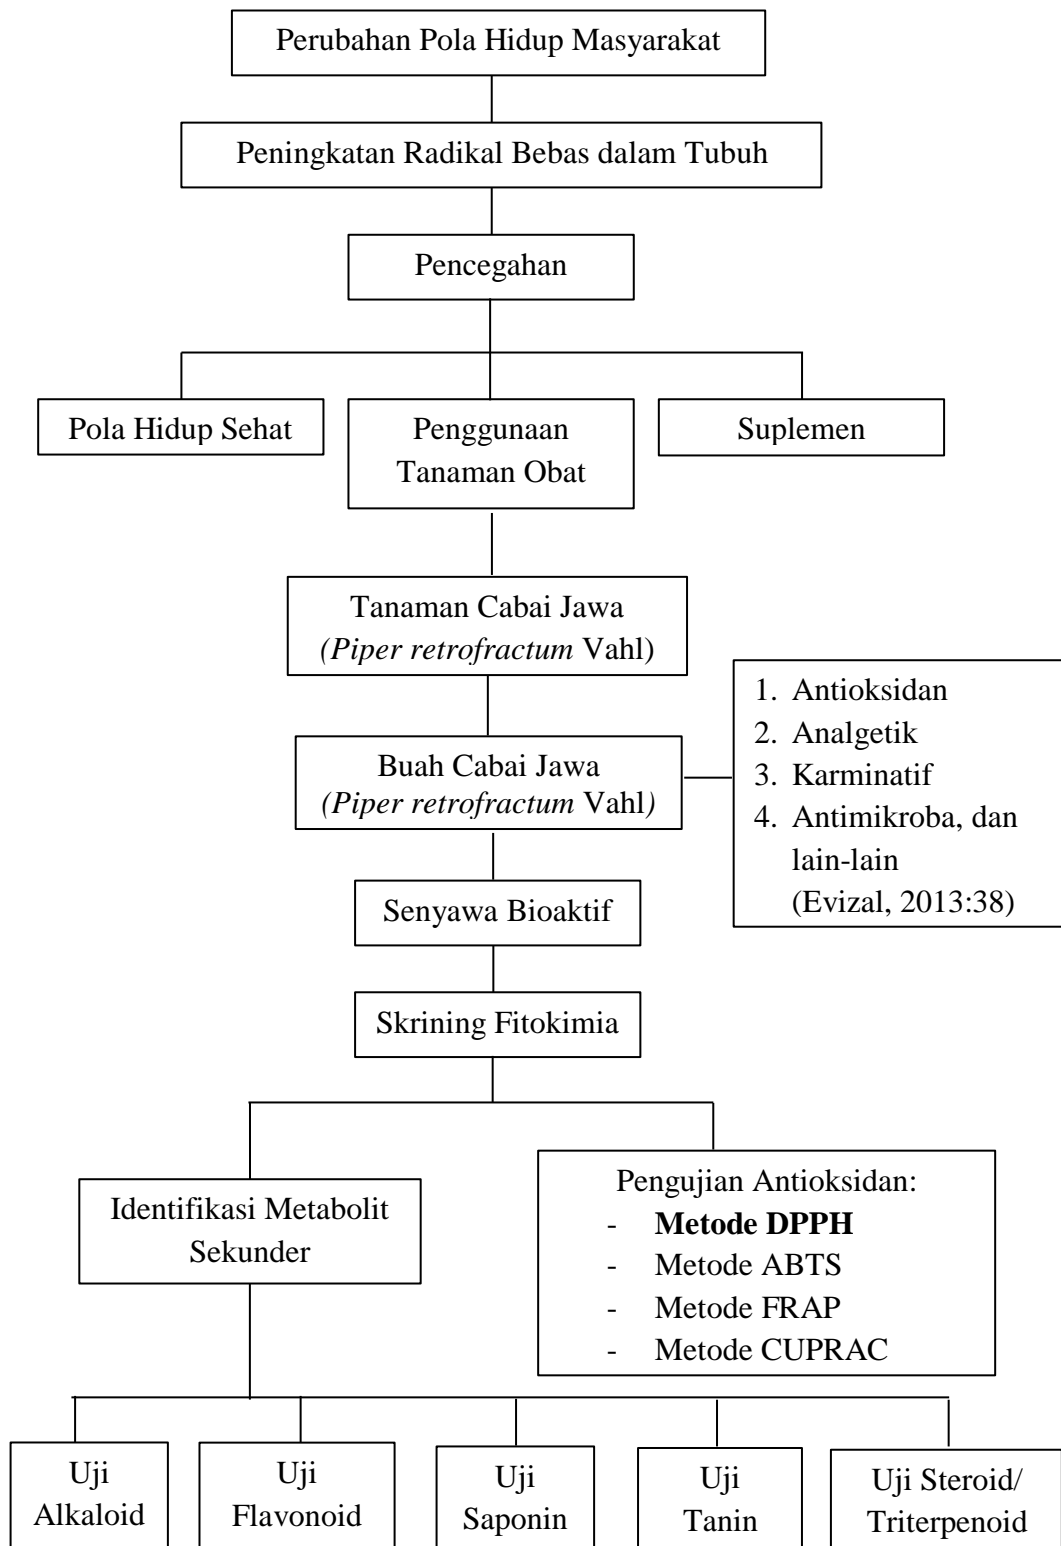 Perubahan Pola Hidup Masyarakat
Peningkatan Radikal Bebas dalam Tubuh
Pencegahan
Pola Hidup Sehat
Penggunaan
Tanaman Obat
Suplemen
Tanaman Cabai Jawa
(Piper retrofractum Vahl)
Buah Cabai Jawa
(Piper retrofractum Vahl)
1. Antioksidan
2. Analgetik
3. Karminatif
4. Antimikroba, dan
lain-lain
(Evizal, 2013:38)
Senyawa Bioaktif
Skrining Fitokimia
Identifikasi Metabolit
Sekunder
Pengujian Antioksidan:
- Metode DPPH
- Metode ABTS
- Metode FRAP
- Metode CUPRAC
Uji
Alkaloid
Uji
Flavonoid
Uji
Saponin
Uji
Tanin
Uji Steroid/
Triterpenoid